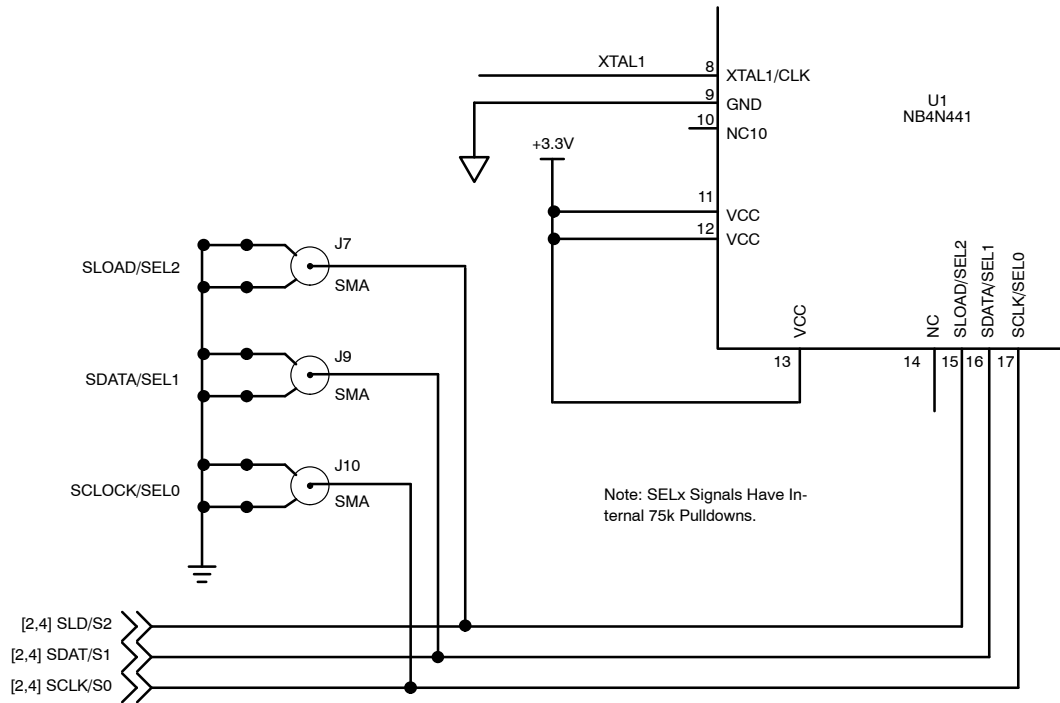 XTAL1
8
XTAL1/CLK
9
GND
10
NC10
U1
NB4N441
+3.3V
11
VCC
12
VCC
J7
SLOAD/SEL2
SMA
VCC
NC
SLOAD/SEL2
SDATA/SEL1
SCLK/SEL0
13
14
15
16
17
J9
SDATA/SEL1
SMA
J10
SCLOCK/SEL0
SMA
Note: SELx Signals Have In-
ternal 75k Pulldowns.
[2,4] SLD/S2
[2,4] SDAT/S1
[2,4] SCLK/S0